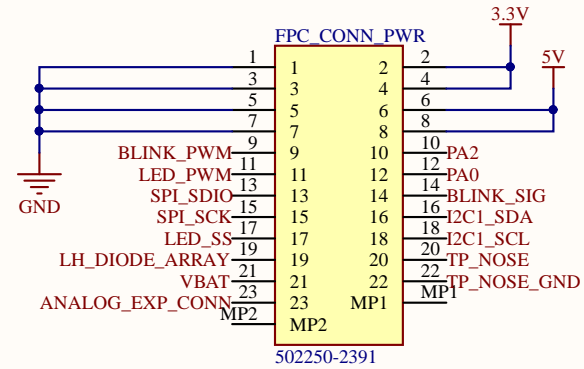 3.3V
FPC_CONN_PWR
5V
1 1 2 2
3 3 4 4
5 5 6 6
7 7 8 8
BLINK_PWM 9 9 10 10 PA2
LED_PWM 11 11 12 12 PA0
SPI_SDIO 13 13 14 14 BLINK_SIG
SPI_SCK 15 15 16 16 I2C1_SDA
LED_SS 17 17 18 18 I2C1_SCL
LH_DIODE_ARRAY 19 19 20 20 TP_NOSE
VBAT 21 21 22 22 TP_NOSE_GND
ANALOG_EXP_CONN 23 23 MP1 MP1
MP2 MP2
GND
502250-2391